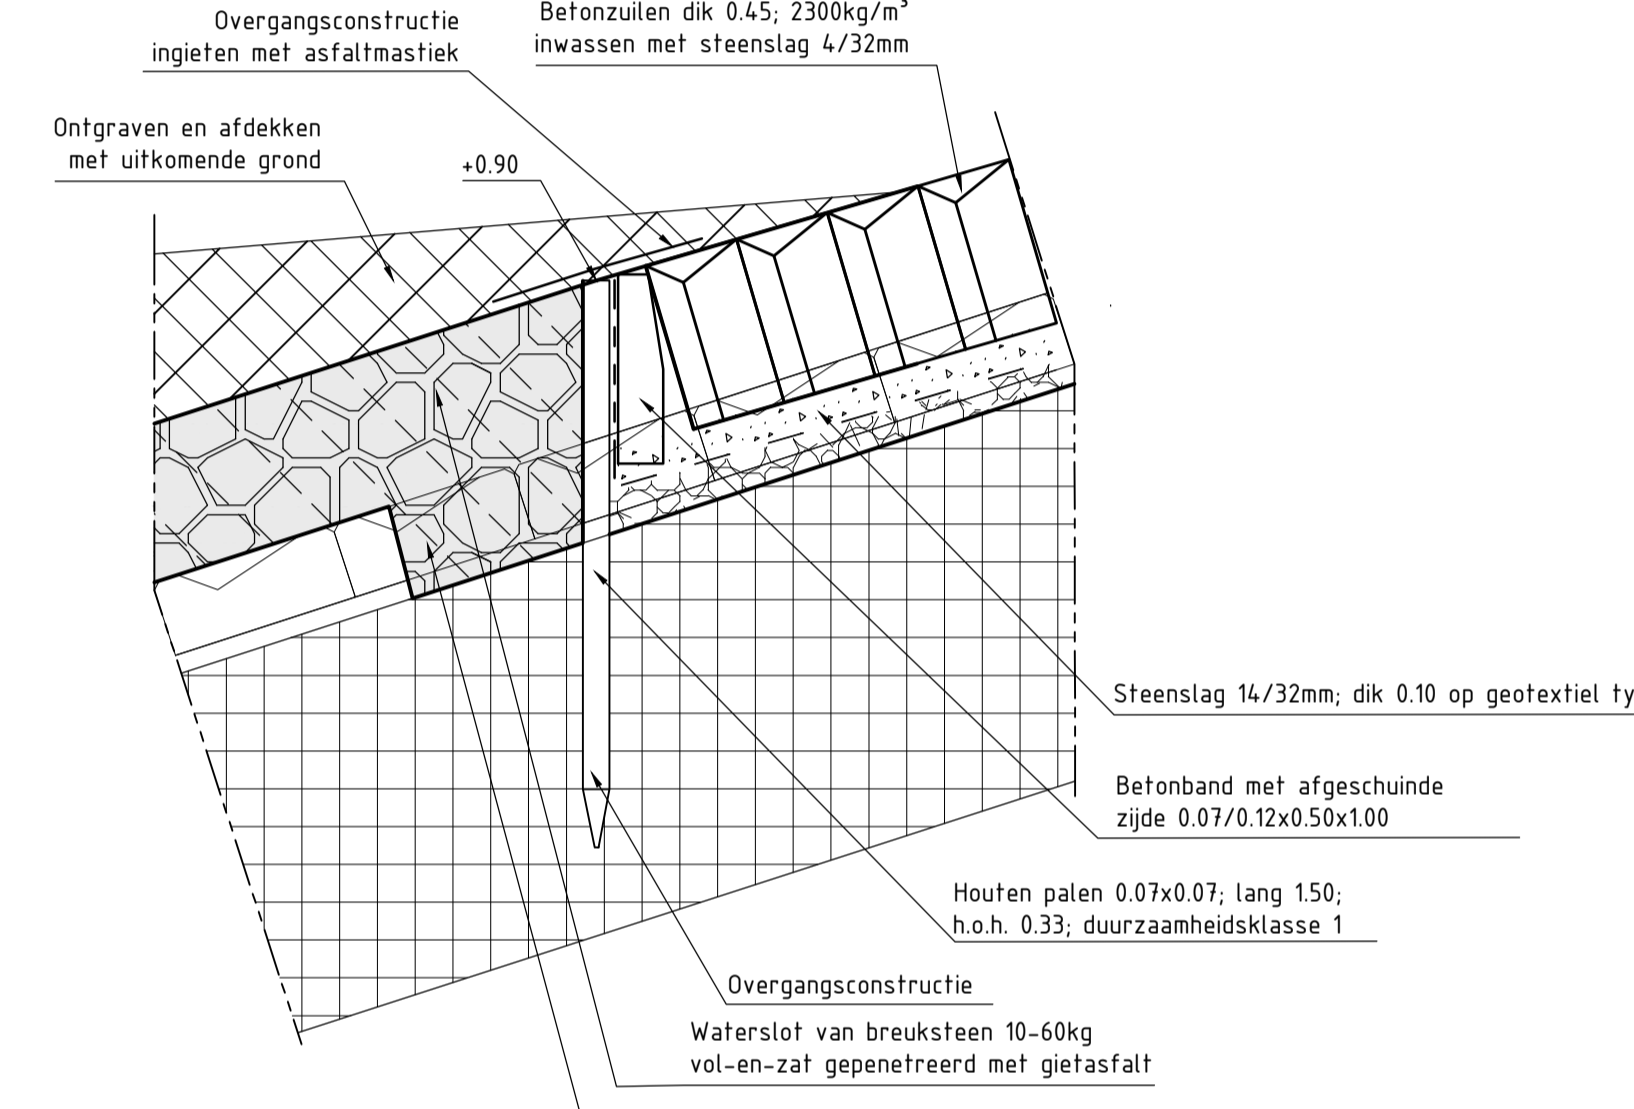 Overgangsconstructie
ingieten met asfaltmastiek
Betonzuilen dik 0.45; 2300kg/m³
inwassen met steenslag 4/32mm
Ontgraven en afdekken
met uitkomende grond
+0.90
Steenslag 14/32mm; dik 0.10 op geotextiel ty
Betonband met afgeschuinde
zijde 0.07/0.12x0.50x1.00
Houten palen 0.07x0.07; lang 1.50;
h.o.h. 0.33; duurzaamheidsklasse 1
Overgangsconstructie
Waterslot van breuksteen 10-60kg
vol-en-zat gepenetreerd met gietasfalt